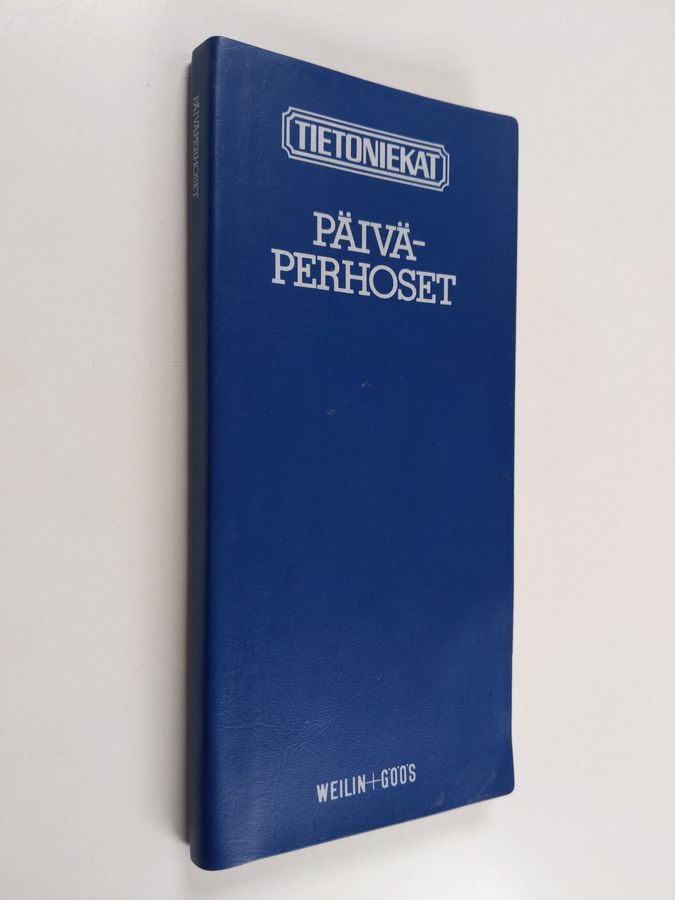 TIETONIEKAT
PÄIVÄ-
PERHOSET
WEILIN+GÖÖS
PÄIVÄPERHOSET